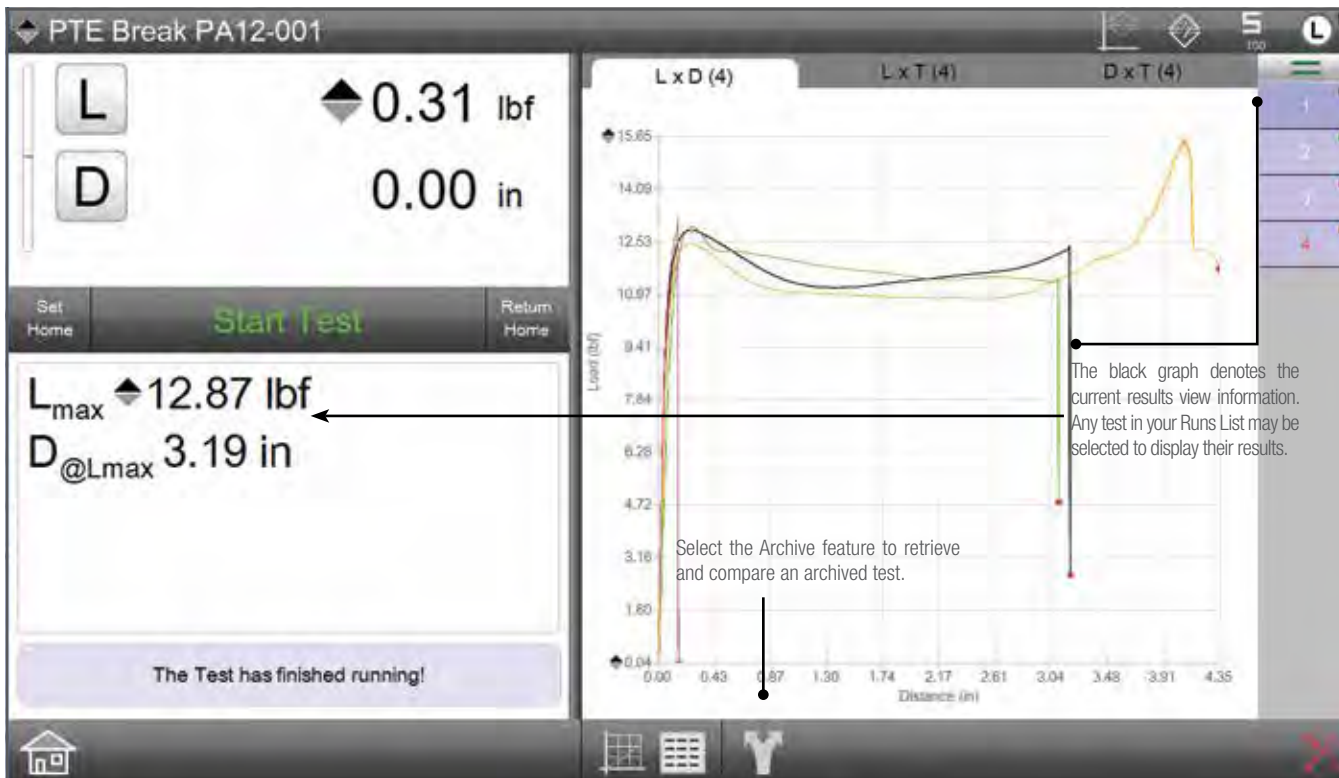 PTE Break PA12-001
5
100
L
L
0.31 lbf
D
0.00 in
Set
Home
Start Test
Return
Home
Lmax 12.87 lbf
D@Lmax 3.19 in
The Test has finished running!
L x D (4)
L x T (4)
D x T (4)
1
2
3
4
15.65
14.09
12.53
10.97
9.41
7.84
6.28
4.72
3.16
1.60
0.04
Load (lbf)
0.00 0.43 0.87 1.30 1.74 2.17 2.61 3.04 3.48 3.91 4.35
Distance (in)
The black graph denotes the
current results view information.
Any test in your Runs List may be
selected to display their results.
Select the Archive feature to retrieve
and compare an archived test.